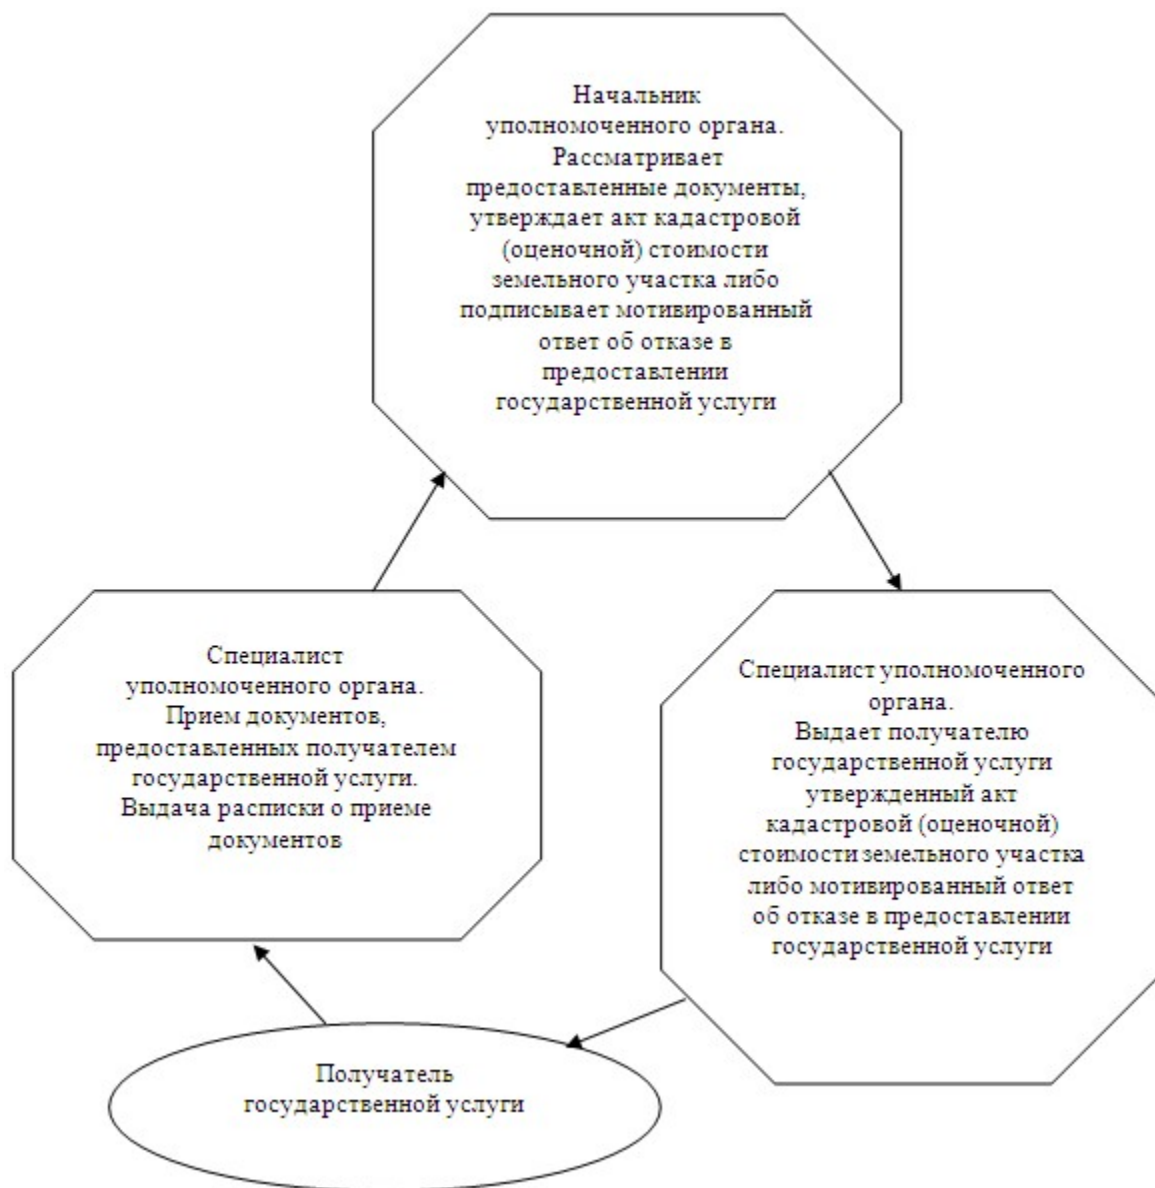 Начальник
уполномоченного органа.
Рассматривает
предоставленные документы,
утверждает акт кадастровой
(оценочной) стоимости
земельного участка либо
подписывает мотивированный
ответ об отказе в
предоставлении
государственной услуги
Специалист
уполномоченного органа.
Прием документов,
предоставленных получателем
государственной услуги.
Выдача расписки о приеме
документов
Специалист уполномоченного
органа.
Выдает получателю
государственной услуги
утвержденный акт
кадастровой (оценочной)
стоимости земельного участка
либо мотивированный ответ
об отказе в предоставлении
государственной услуги
Получатель
государственной услуги